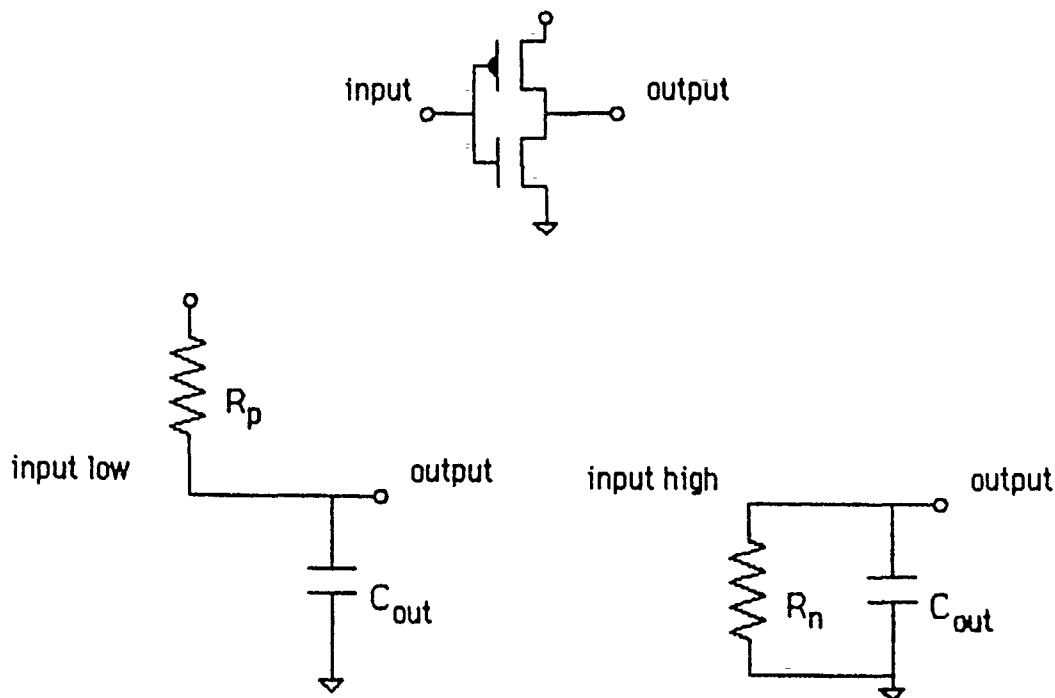 input
output
R_p
input low
output
C_out
input high
output
R_n
C_out